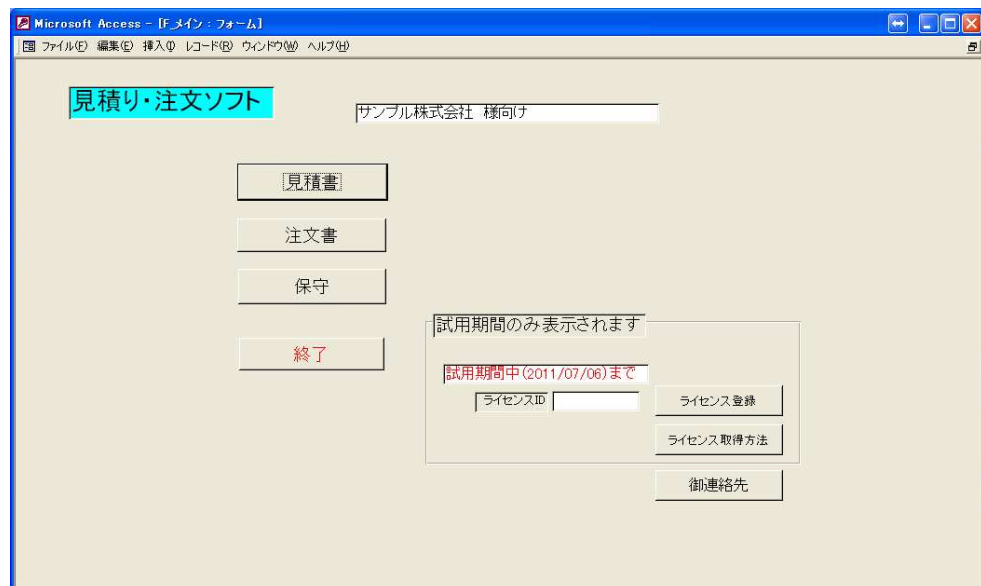 Microsoft Access - [F_メイン : フォーム]
ファイル(F) 編集(E) 挿入(I) レコード(R) ウィンドウ(W) ヘルプ(H)
見積り・注文ソフト
サンプル株式会社 様向け
見積書
注文書
保守
終了
試用期間のみ表示されます
試用期間中(2011/07/06)まで
ライセンスID
ライセンス登録
ライセンス取得方法
御連絡先